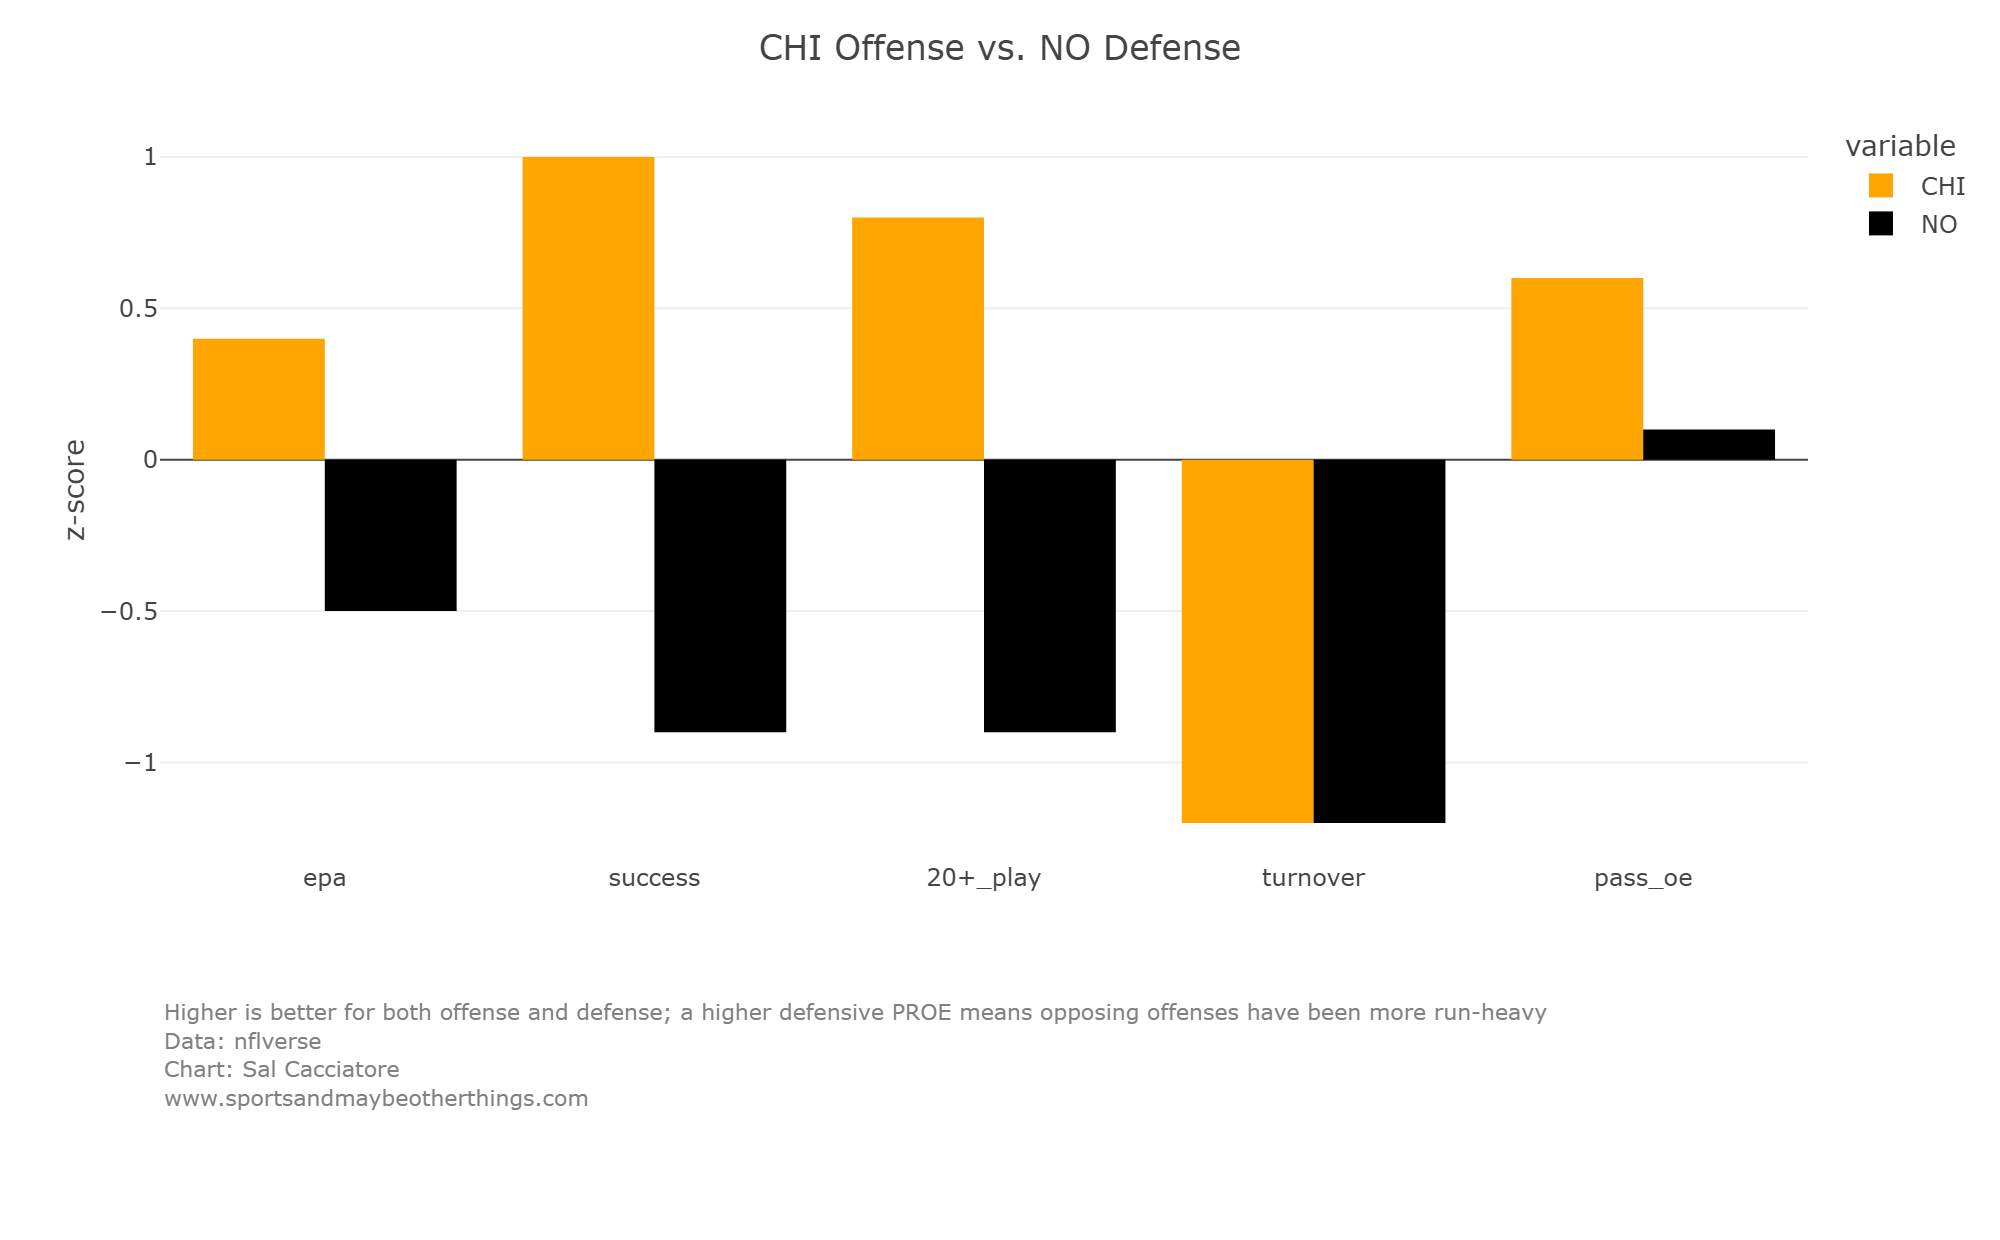 CHI Offense vs. NO Defense
variable
CHI
NO
1
0.5
0
−0.5
−1
z-score
epa
success
20+_play
turnover
pass_oe
Higher is better for both offense and defense; a higher defensive PROE means opposing offenses have been more run-heavy
Data: nflverse
Chart: Sal Cacciatore
www.sportsandmaybeotherthings.com